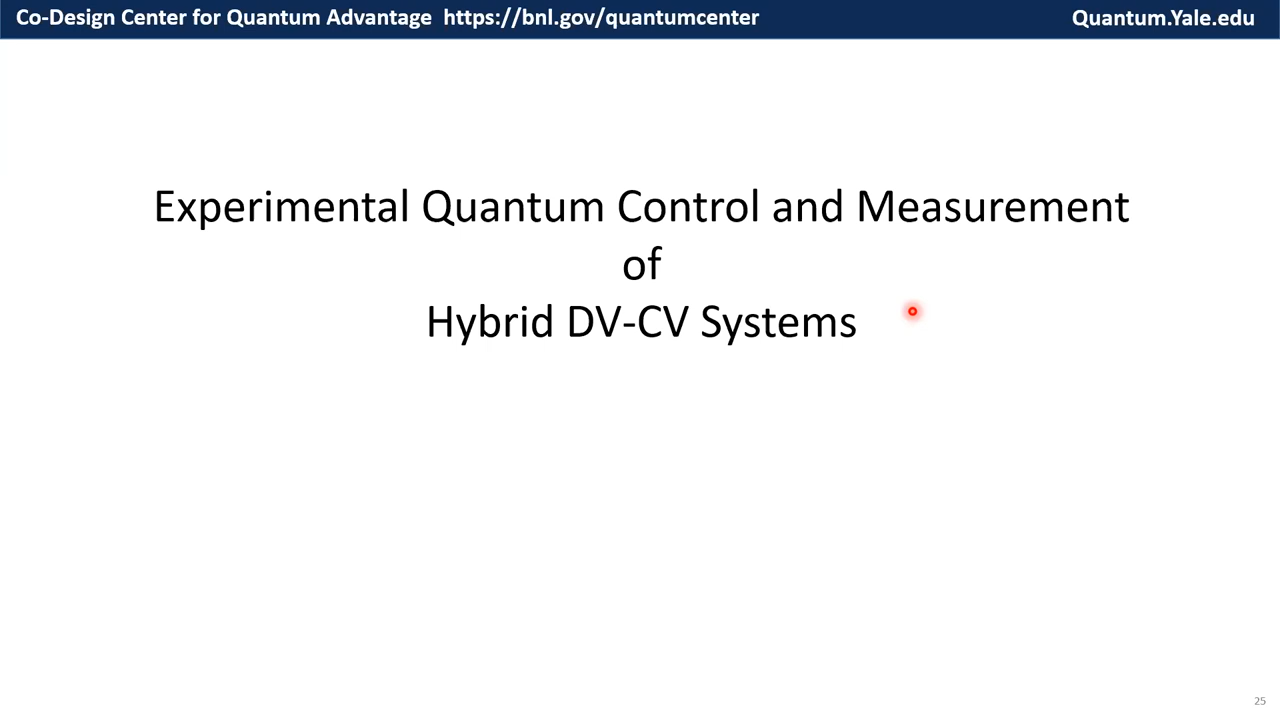 Co-Design Center for Quantum Advantage https://bnl.gov/quantumcenter
Quantum.Yale.edu
Experimental Quantum Control and Measurement
of
Hybrid DV-CV Systems
25